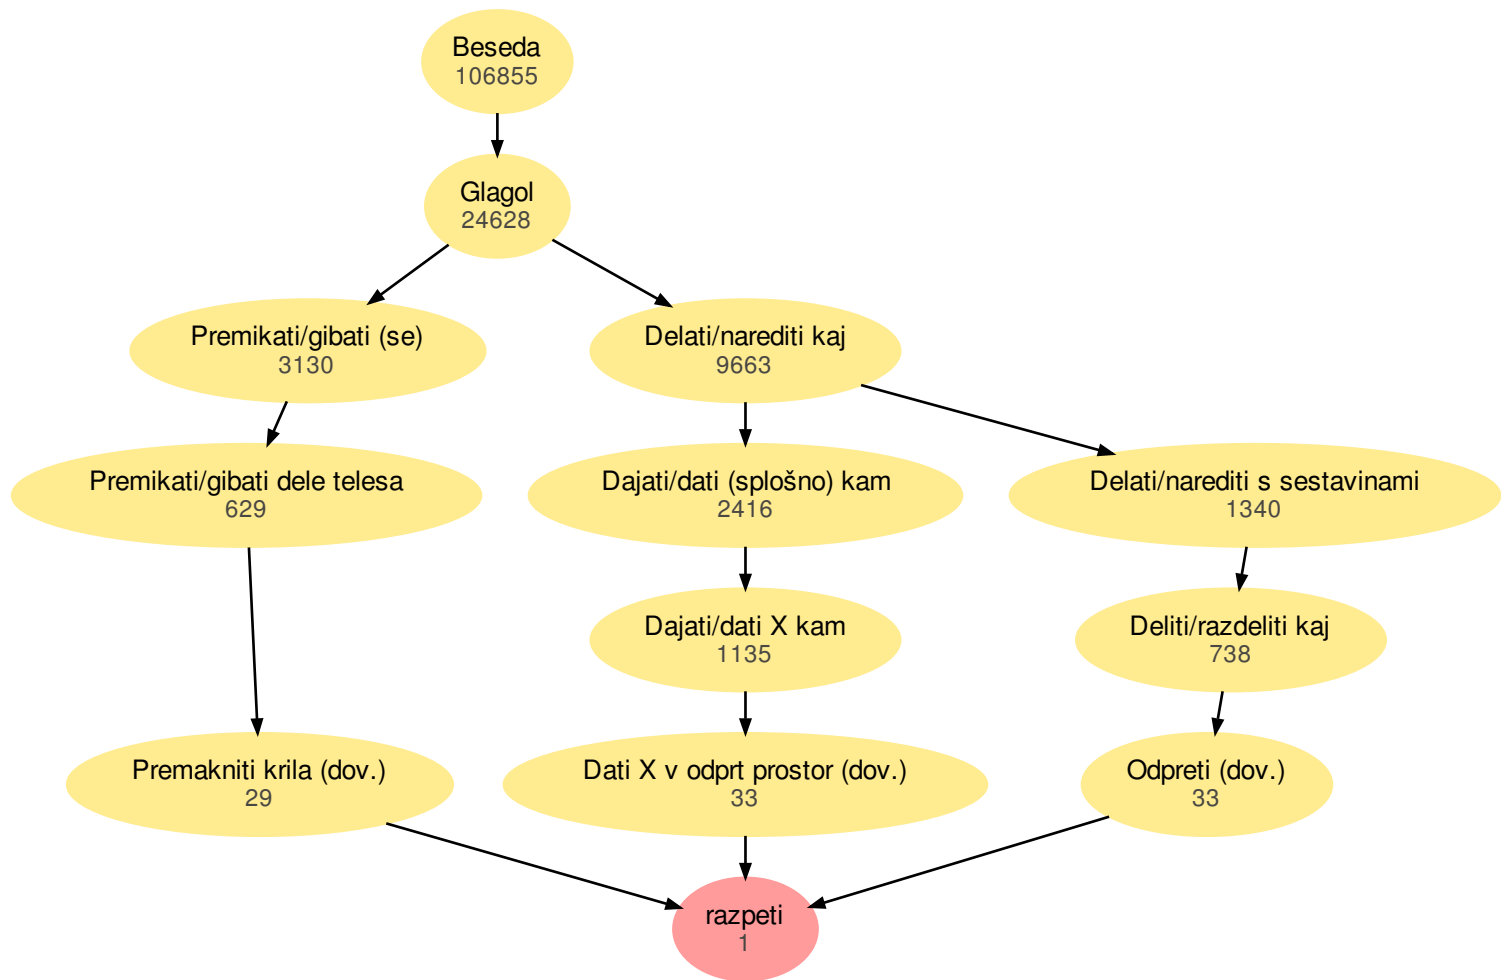 Beseda
106855
Glagol
24628
Premikati/gibati (se)
3130
Delati/narediti kaj
9663
Premikati/gibati dele telesa
629
Dajati/dati (splošno) kam
2416
Delati/narediti s sestavinami
1340
Dajati/dati X kam
1135
Deliti/razdeliti kaj
738
Premakniti krila (dov.)
29
Dati X v odprt prostor (dov.)
33
Odpreti (dov.)
33
razpeti
1